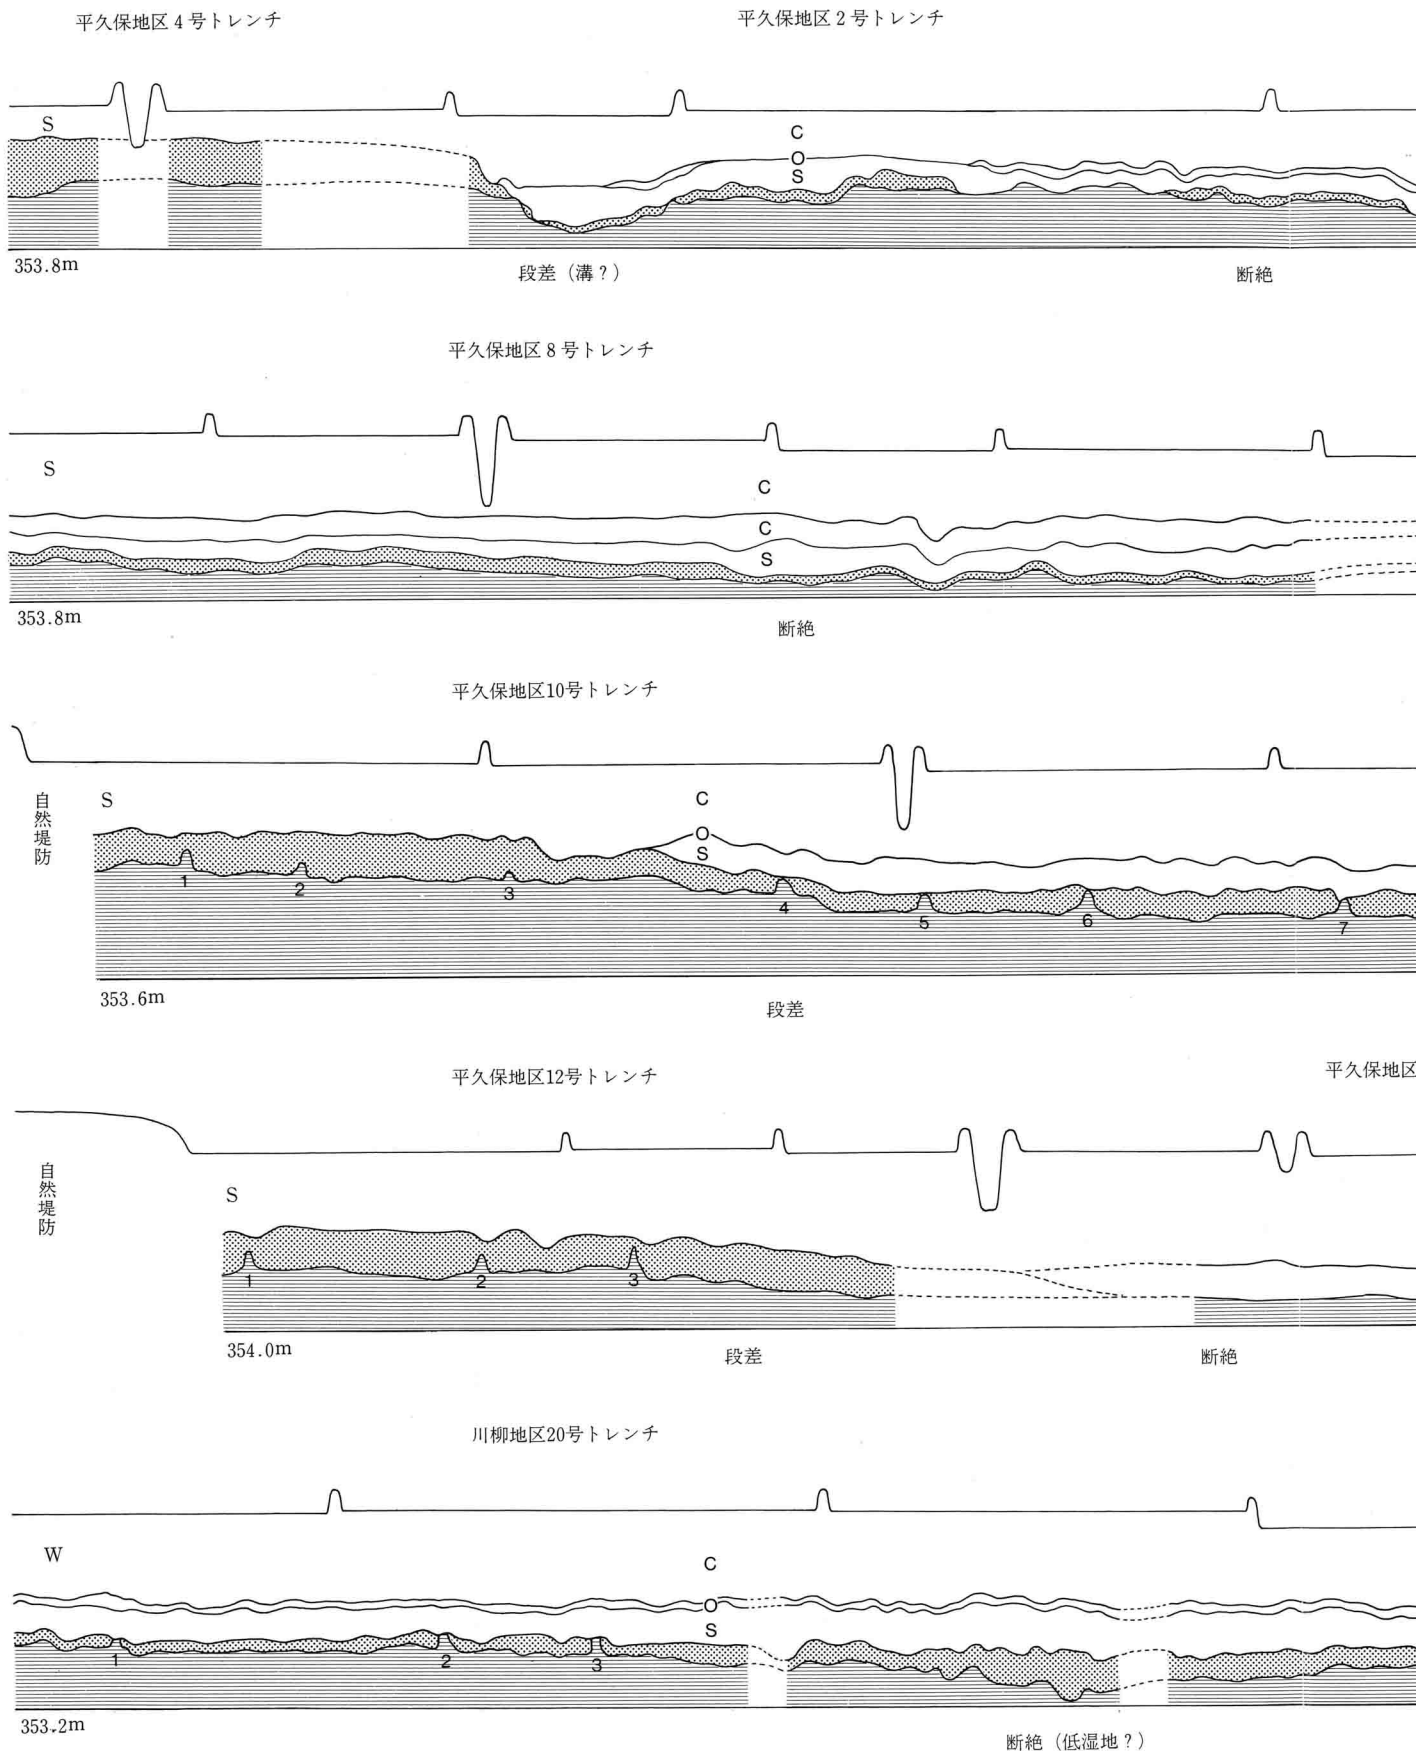 平久保地区4号トレンチ
平久保地区2号トレンチ
S
C
O
S
353.8m
段差（溝？）
断絶
平久保地区8号トレンチ
S
C
C
S
353.8m
断絶
平久保地区10号トレンチ
自然堤防
S
C
O
S
1
2
3
4
5
6
7
353.6m
段差
平久保地区12号トレンチ
平久保地区
自然堤防
S
1
2
3
354.0m
段差
断絶
川柳地区20号トレンチ
W
C
O
S
1
2
3
353.2m
断絶（低湿地？）